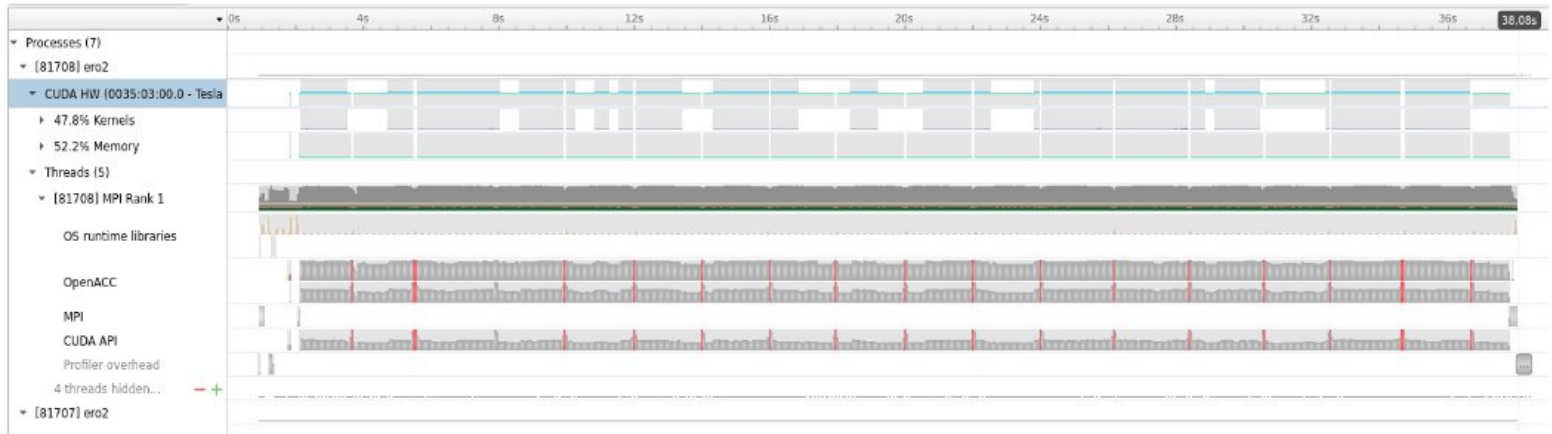 0s 4s 8s 12s 16s 20s 24s 28s 32s 36s 38.08s
Processes (7)
[81708] ero2
CUDA HW (0035:03:00.0 - Tesla
47.8% Kernels
52.2% Memory
Threads (5)
[81708] MPI Rank 1
OS runtime libraries
OpenACC
MPI
CUDA API
Profiler overhead
...
4 threads hidden... − +
[81707] ero2